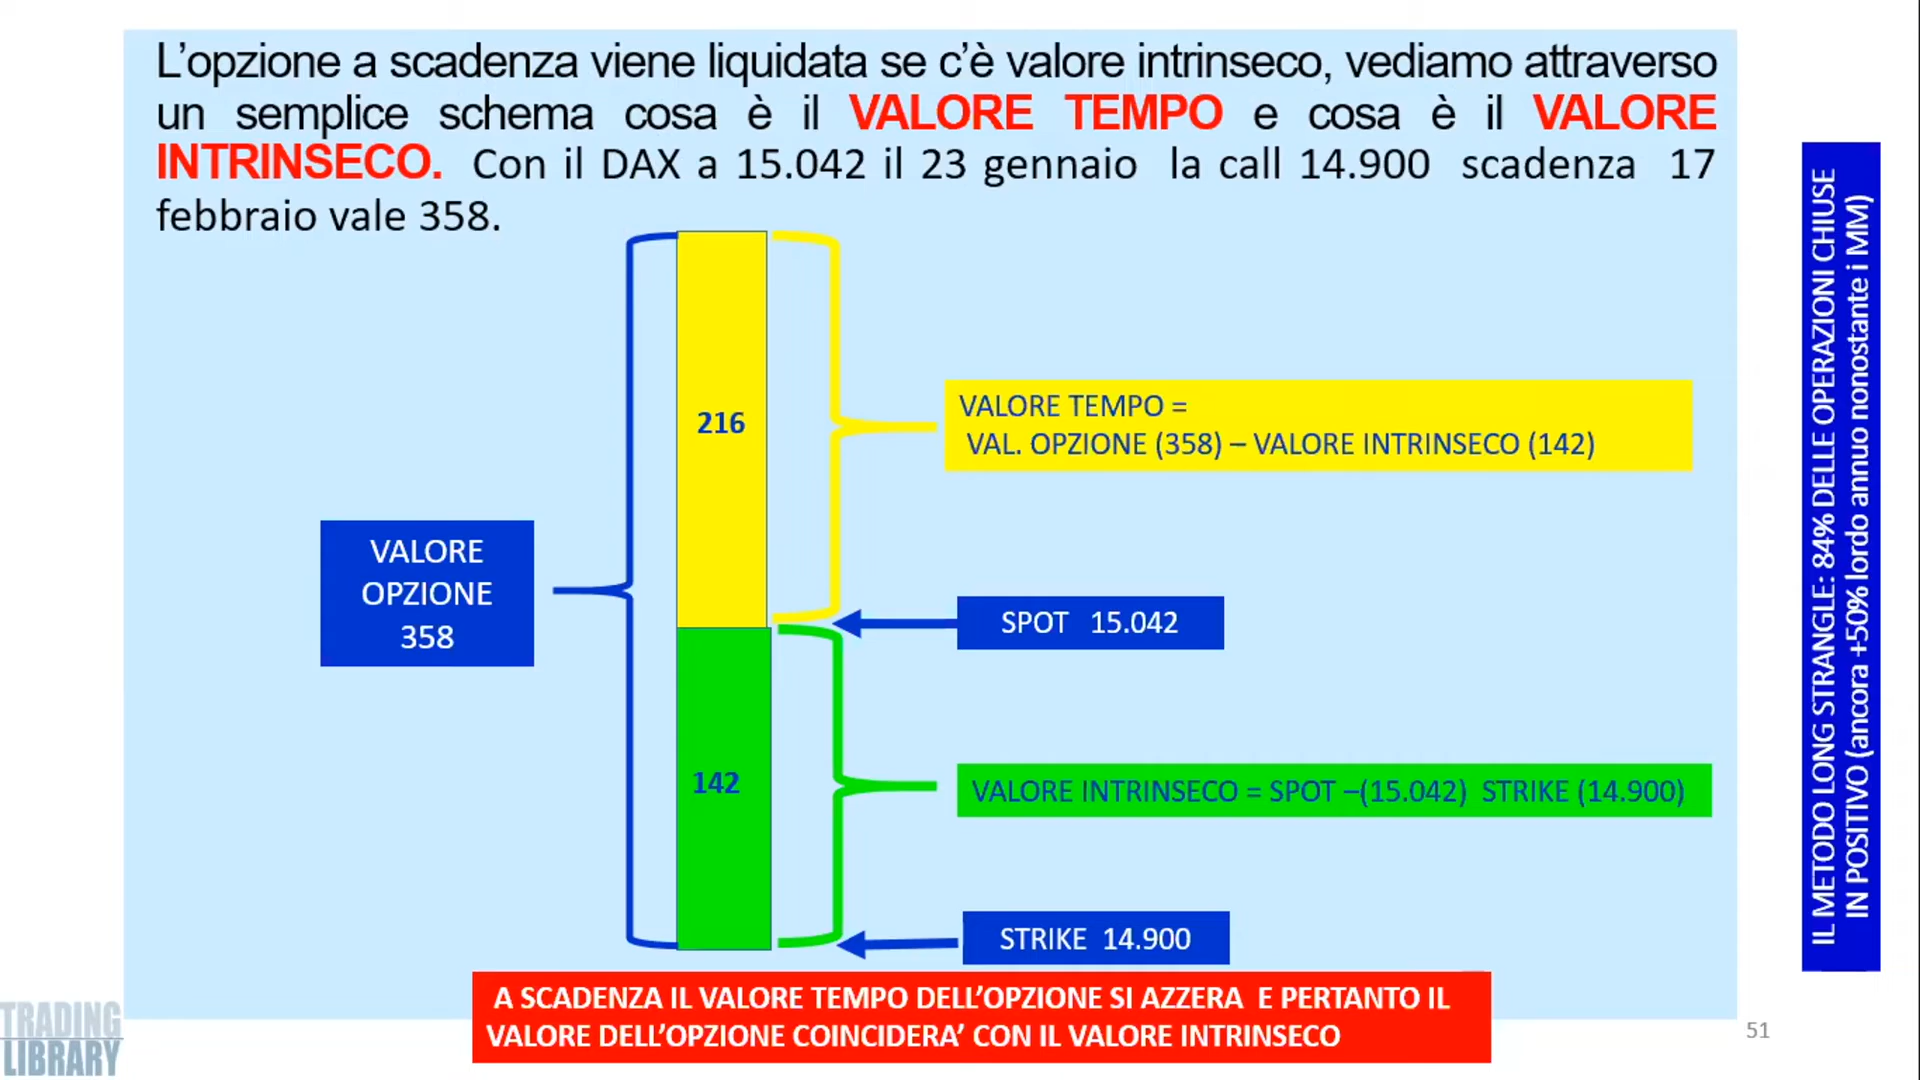 L’opzione a scadenza viene liquidata se c’è valore intrinseco, vediamo attraverso
un semplice schema cosa è il VALORE TEMPO e cosa è il VALORE
INTRINSECO. Con il DAX a 15.042 il 23 gennaio la call 14.900 scadenza 17
febbraio vale 358.
216
VALORE TEMPO =
VAL. OPZIONE (358) – VALORE INTRINSECO (142)
VALORE
OPZIONE
358
SPOT 15.042
142
VALORE INTRINSECO = SPOT –(15.042) STRIKE (14.900)
STRIKE 14.900
A SCADENZA IL VALORE TEMPO DELL’OPZIONE SI AZZERA E PERTANTO IL
VALORE DELL’OPZIONE COINCIDERA’ CON IL VALORE INTRINSECO
IL METODO LONG STRANGLE: 84% DELLE OPERAZIONI CHIUSE
IN POSITIVO (ancora +50% lordo annuo nonostante i MM)
TRADING
LIBRARY
51